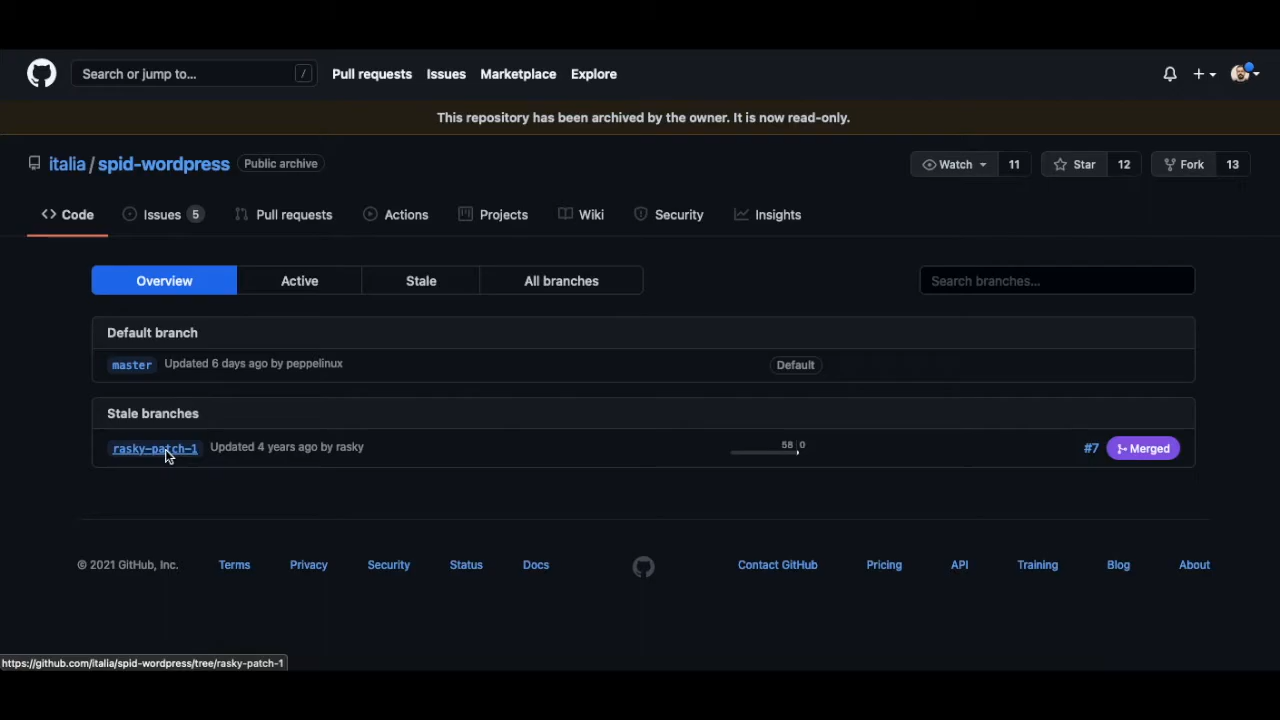 Search or jump to... /
Pull requests Issues Marketplace Explore
This repository has been archived by the owner. It is now read-only.
italia / spid-wordpress Public archive
Watch 11 Star 12 Fork 13
Code Issues 5 Pull requests Actions Projects Wiki Security Insights
Overview Active Stale All branches Search branches...
Default branch
master Updated 6 days ago by peppelinux Default
Stale branches
rasky-patch-1 Updated 4 years ago by rasky 58 0 #7 Merged
© 2021 GitHub, Inc. Terms Privacy Security Status Docs Contact GitHub Pricing API Training Blog About
https://github.com/italia/spid-wordpress/tree/rasky-patch-1